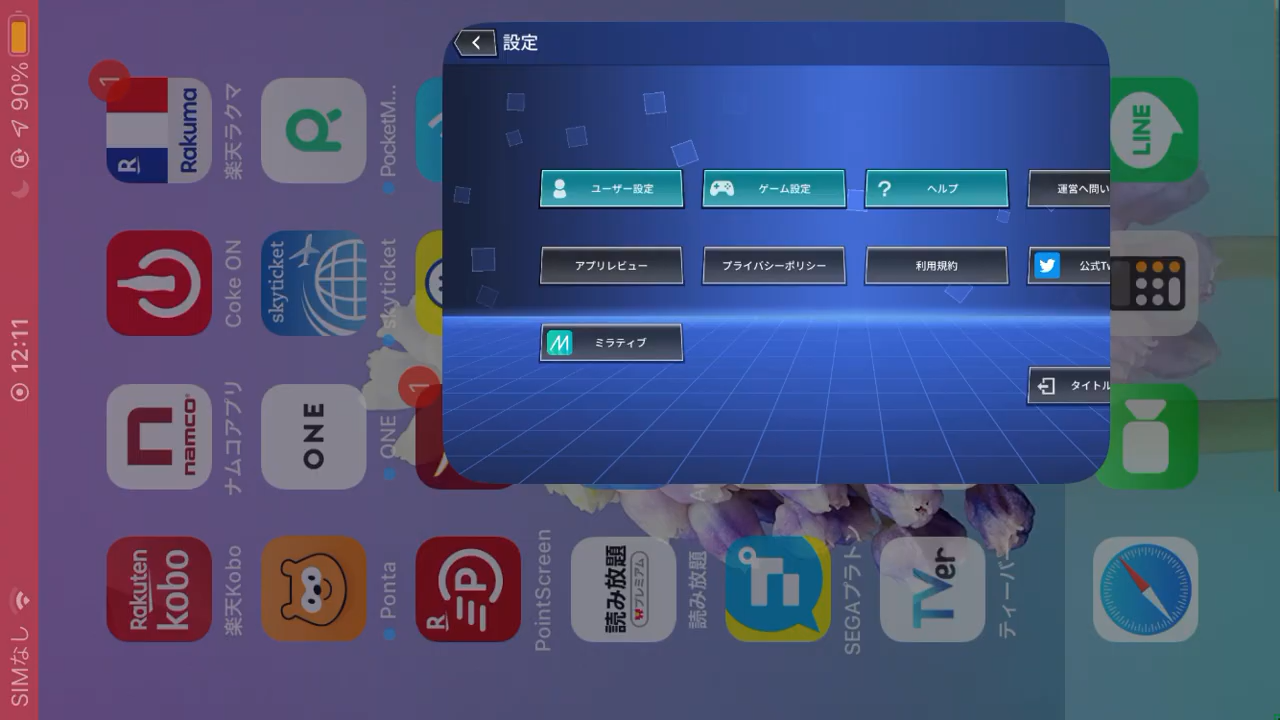 設定
ユーザー設定
ゲーム設定
ヘルプ
運営へ問い
アプリレビュー
プライバシーポリシー
利用規約
公式Tw
ミラティブ
タイトル
SIMなし
12:11
90%
1
R Rakuma
楽天ラクマ
PocketM...
LINE
Coke ON
skyticket
skyticket
namco
ナムコアプリ
ONE
ONE
1
Rakuten kobo
楽天Kobo
Ponta
R P
PointScreen
読み放題
プレミアム
読み放題
SEGAプラト
TVer
ティーバー